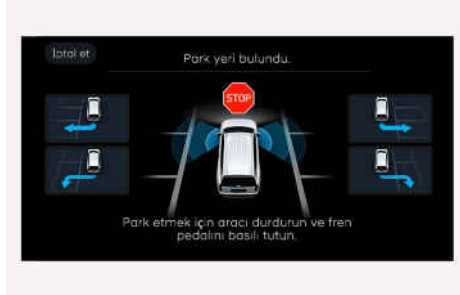 İptal et
Park yeri bulundu.
STOP
Park etmek için aracı durdurun ve fren
pedalını basılı tutun.